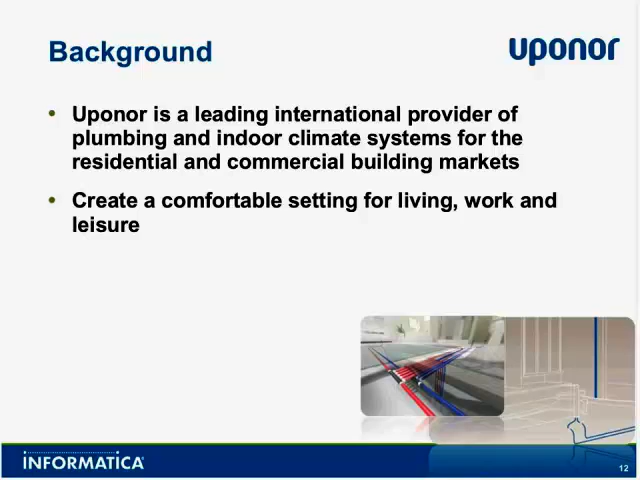 Background
uponor
• Uponor is a leading international provider of
plumbing and indoor climate systems for the
residential and commercial building markets
• Create a comfortable setting for living, work and
leisure
INFORMATICA
12